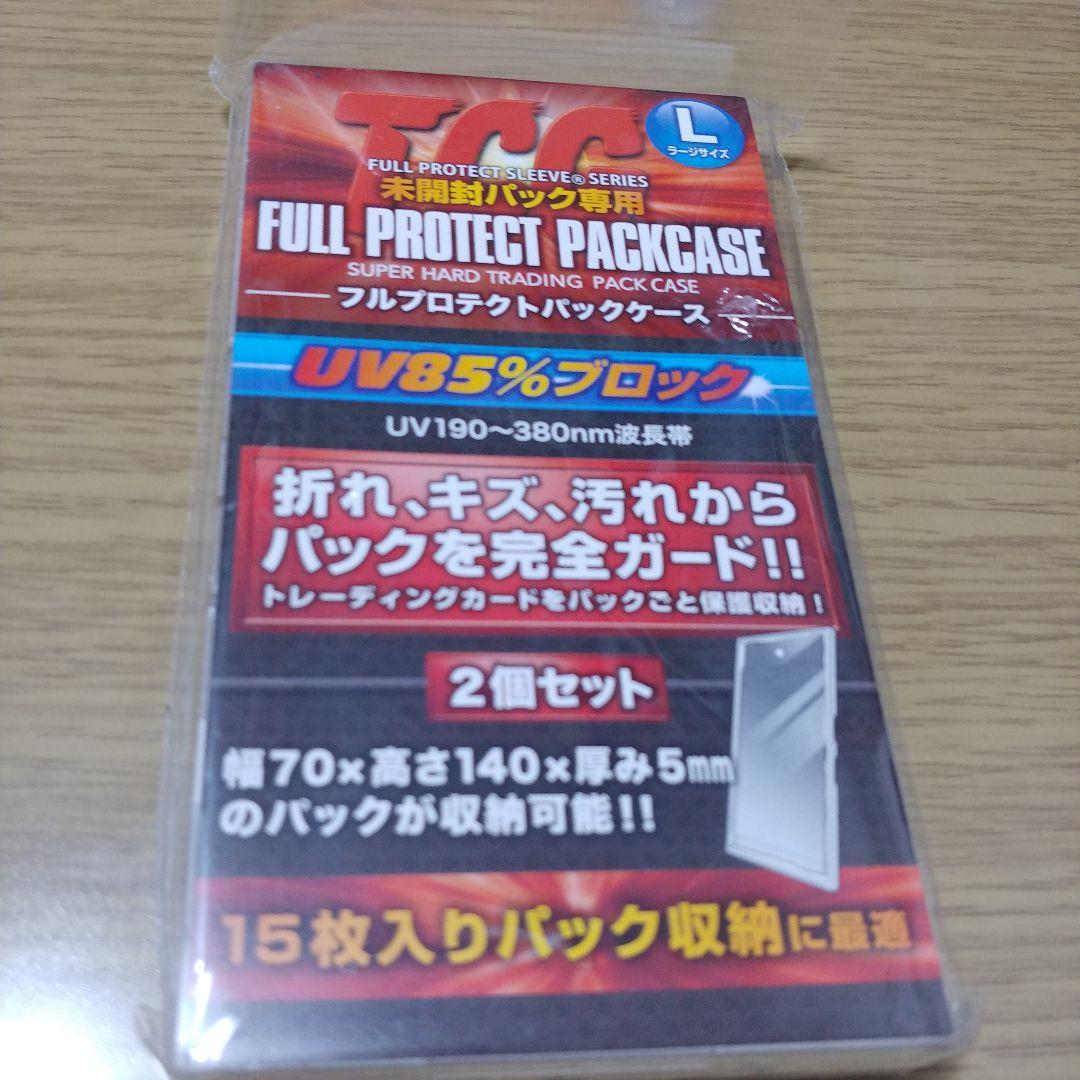 TCG
L
ラージサイズ
FULL PROTECT SLEEVE® SERIES
未開封パック専用
FULL PROTECT PACKCASE
SUPER HARD TRADING PACK CASE
フルプロテクトパックケース
UV85%ブロック
UV190〜380nm波長帯
折れ、キズ、汚れから
パックを完全ガード!!
トレーディングカードをパックごと保護収納!
2個セット
幅70×高さ140×厚み5mm
のパックが収納可能!!
15枚入りパック収納に最適